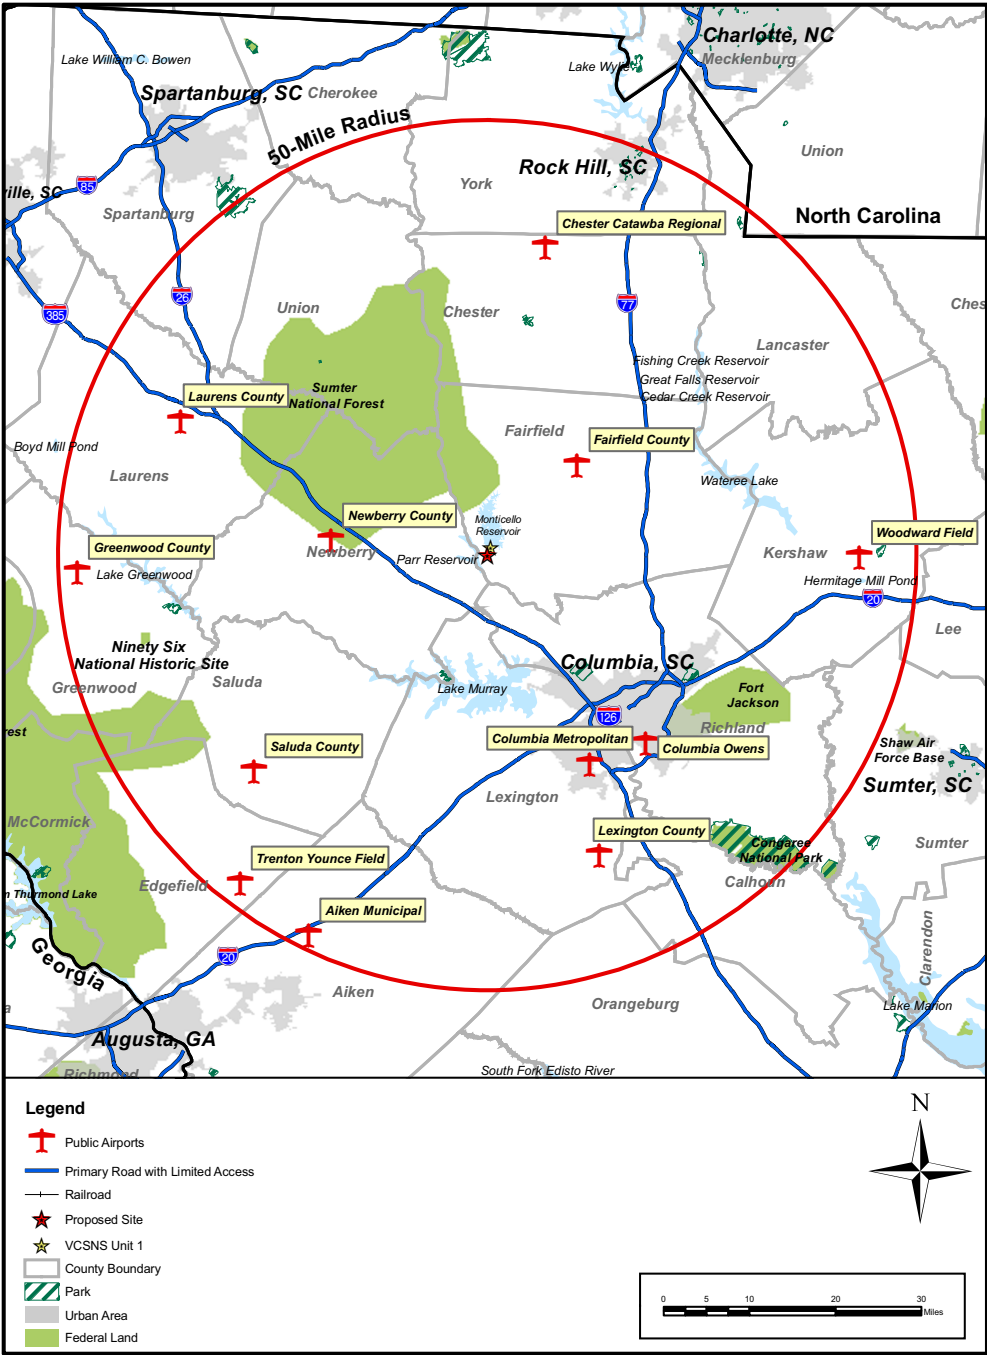 Charlotte, NC
Mecklenburg
Lake William C. Bowen
Lake Wylie
Spartanburg, SC
Cherokee
50-Mile Radius
Union
Rock Hill, SC
York
ville, SC
85
Spartanburg
North Carolina
Chester Catawba Regional
26
385
Union
Chester
77
Ches
Lancaster
Fishing Creek Reservoir
Great Falls Reservoir
Cedar Creek Reservoir
Sumter
National Forest
Laurens County
Fairfield
Fairfield County
Boyd Mill Pond
Laurens
Wateree Lake
Newberry County
Monticello
Reservoir
Woodward Field
Greenwood County
Newberry
Parr Reservoir
Kershaw
Lake Greenwood
Hermitage Mill Pond
20
Lee
Ninety Six
National Historic Site
Columbia, SC
Greenwood
Saluda
Lake Murray
Fort
Jackson
126
Richland
rest
Saluda County
Columbia Metropolitan
Columbia Owens
Shaw Air
Force Base
Sumter, SC
Lexington
McCormick
Lexington County
Congaree
National Park
Sumter
Trenton Younce Field
Edgefield
Calhoun
m Thurmond Lake
Aiken Municipal
Georgia
20
Clarendon
Aiken
Orangeburg
Lake Marion
a
Augusta, GA
Richmond
South Fork Edisto River
Legend
Public Airports
Primary Road with Limited Access
Railroad
Proposed Site
VCSNS Unit 1
County Boundary
Park
Urban Area
Federal Land
N
0 5 10 20 30
Miles